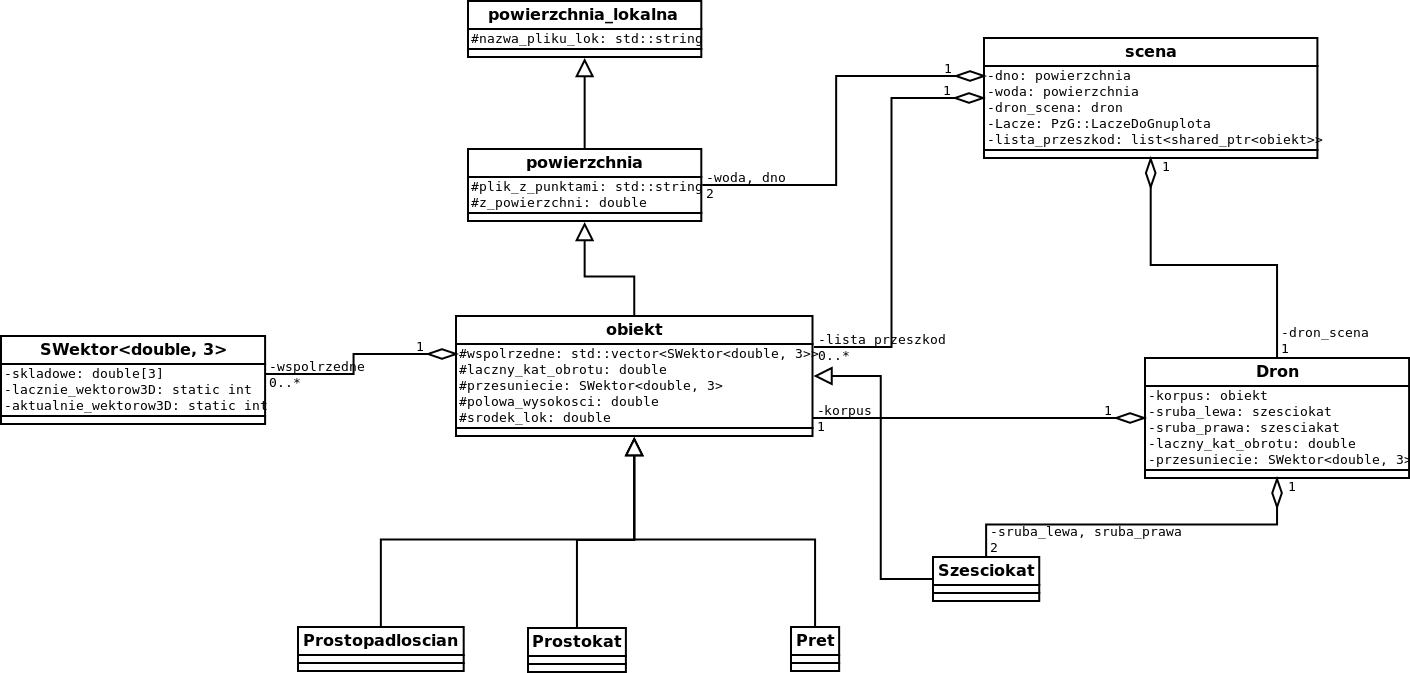 powierzchnia_lokalna
#nazwa_pliku_lok: std::string
scena
-dno: powierzchnia
-woda: powierzchnia
-dron_scena: dron
-Lacze: PzG::LaczeDoGnuplota
-lista_przeszkod: list<shared_ptr<obiekt>>
1
1
1
powierzchnia
#plik_z_punktami: std::string
#z_powierzchni: double
-woda, dno
2
obiekt
#wspolrzedne: std::vector<SWektor<double, 3>>
#laczny_kat_obrotu: double
#przesuniecie: SWektor<double, 3>
#polowa_wysokosci: double
#srodek_lok: double
-lista_przeszkod
0..*
-korpus
1
SWektor<double, 3>
-skladowe: double[3]
-lacznie_wektorow3D: static int
-aktualnie_wektorow3D: static int
-wspolrzedne
0..*
1
-dron_scena
1
Dron
-korpus: obiekt
-sruba_lewa: szesciokat
-sruba_prawa: szesciakat
-laczny_kat_obrotu: double
-przesuniecie: SWektor<double, 3>
1
1
-sruba_lewa, sruba_prawa
2
Szesciokat
Prostopadloscian
Prostokat
Pret